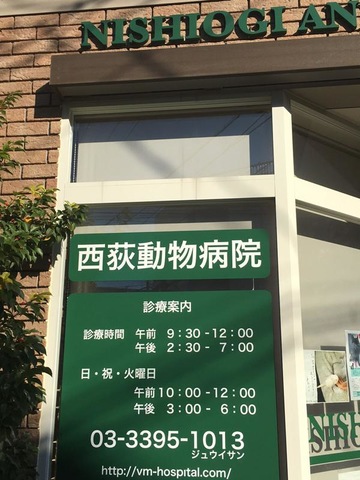 NISHIOGI AN
西荻動物病院
診療案内
診療時間 午前 9:30-12:00
午後 2:30- 7:00
日・祝・火曜日
午前10:00-12:00
午後 3:00- 6:00
03-3395-1013
ジュウイサン
http://vm-hospital.com/
NISHI